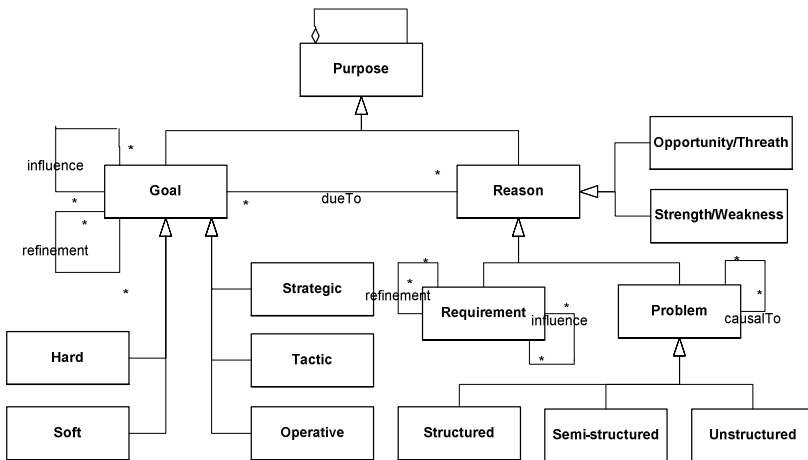 Purpose
Opportunity/Threath
*
influence
*
Goal
Reason
dueTo
*
*
*
Strength/Weakness
refinement
*
Strategic
*
*
refinement
Requirement
*
influence
*
*
Problem
*
causalTo
*
Hard
Tactic
Soft
Operative
Structured
Semi-structured
Unstructured